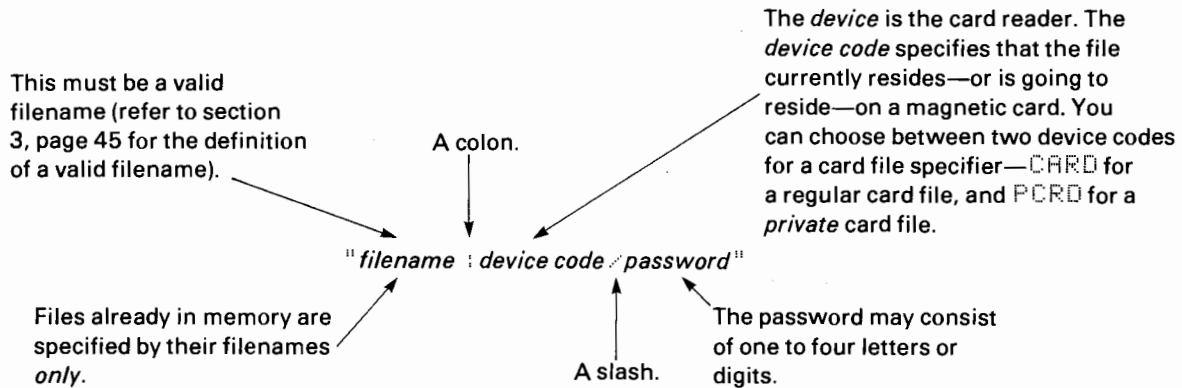 The device is the card reader. The
device code specifies that the file
currently resides—or is going to
reside—on a magnetic card. You
can choose between two device codes
for a card file specifier—CARD for
a regular card file, and PCRD for a
private card file.
This must be a valid
filename (refer to section
3, page 45 for the definition
of a valid filename).
A colon.
"filename : device code / password"
Files already in memory are
specified by their filenames
only.
A slash.
The password may consist
of one to four letters or
digits.